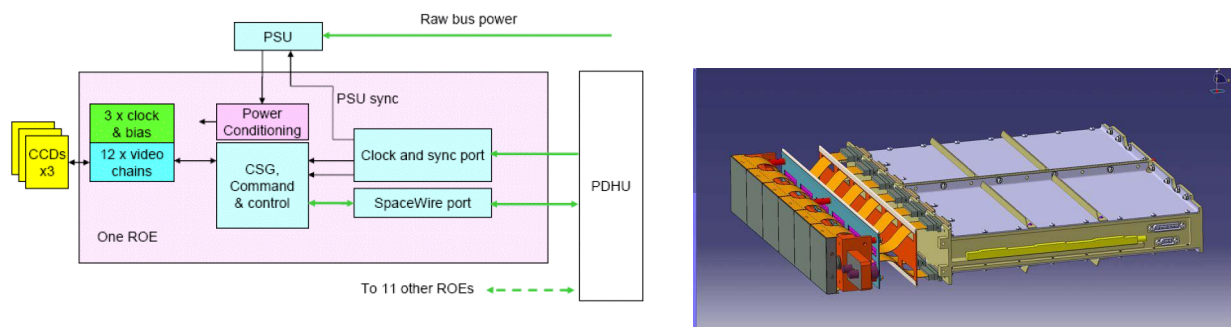 Raw bus power
PSU
PSU sync
3 x clock
& bias
12 x video
chains
CCDs
x3
Power
Conditioning
CSG,
Command
& control
Clock and sync port
SpaceWire port
PDHU
One ROE
To 11 other ROEs